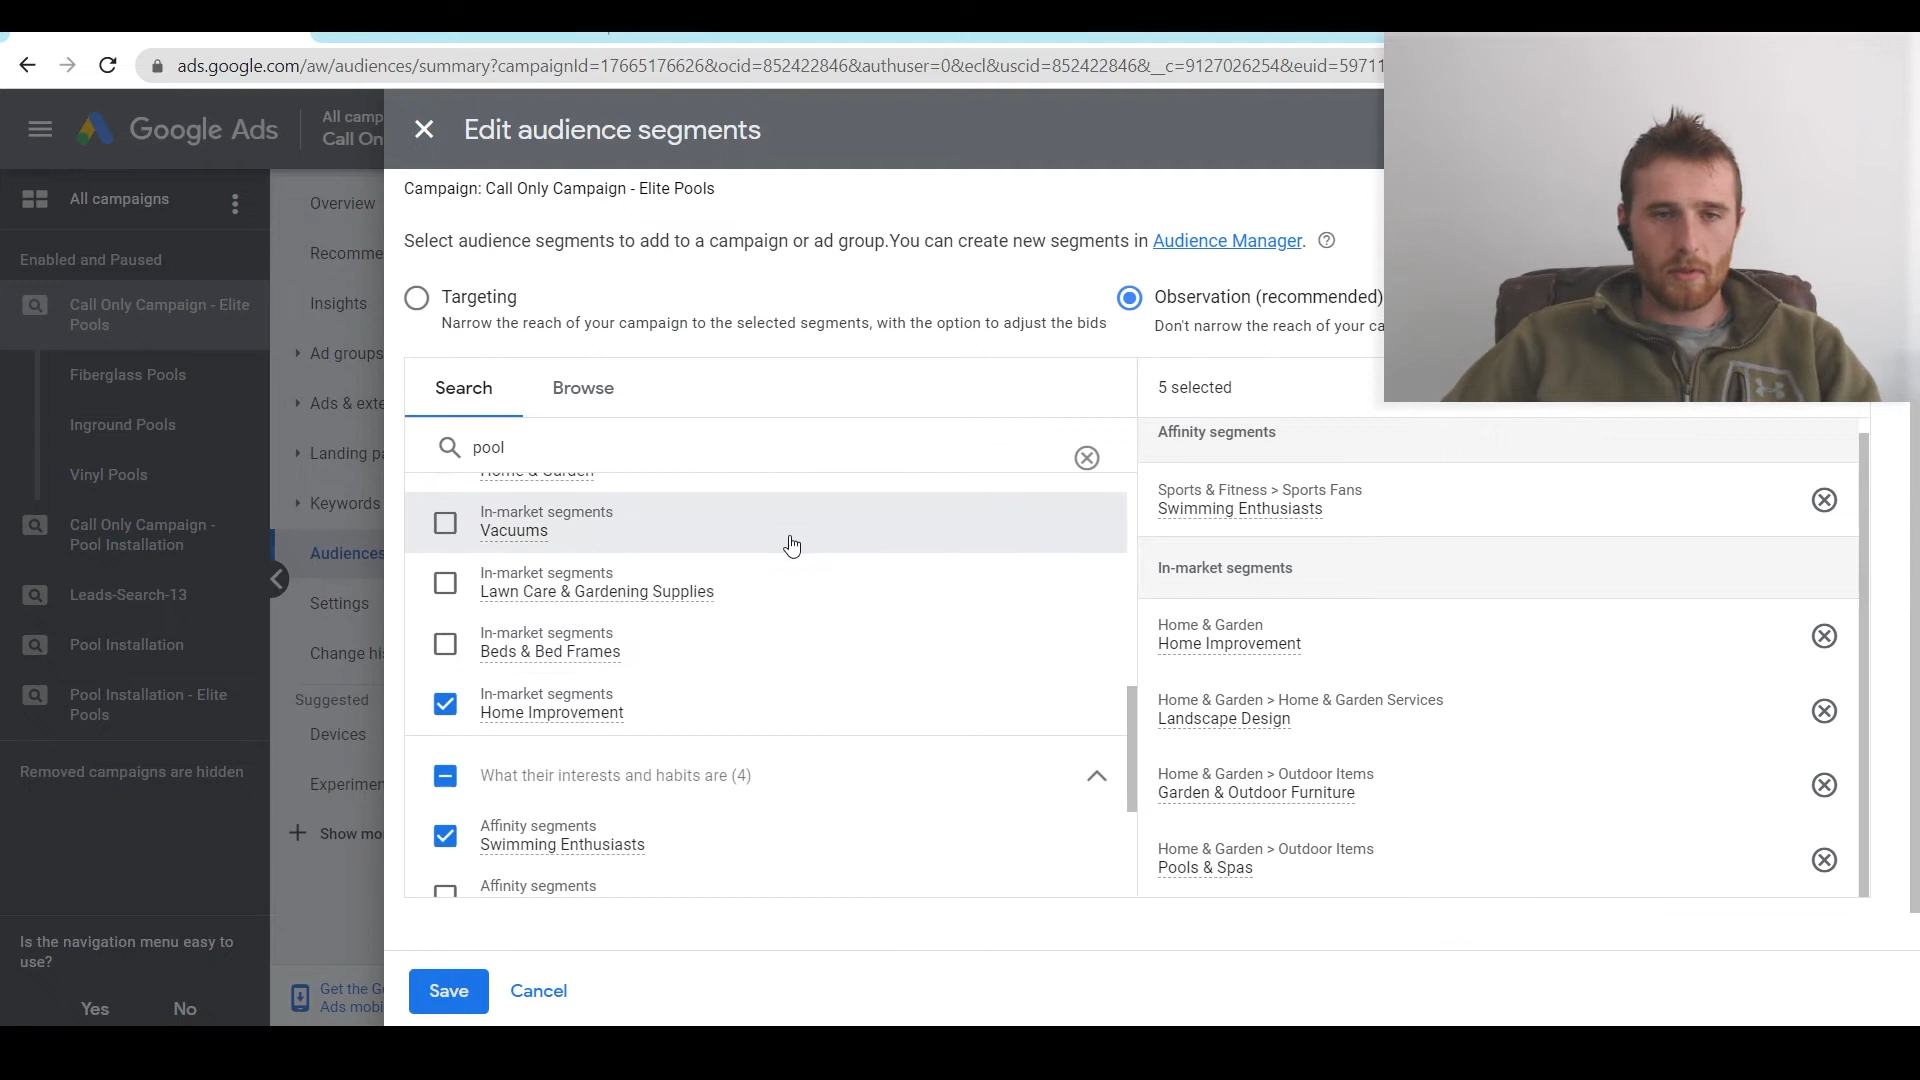 ads.google.com/aw/audiences/summary?campaignId=17665176626&ocid=852422846&authuser=0&ecl&uscid=852422846&__c=9127026254&euid=59711
Google Ads
All camp
Call On
Edit audience segments
All campaigns
Enabled and Paused
Call Only Campaign - Elite
Pools
Fiberglass Pools
Inground Pools
Vinyl Pools
Call Only Campaign -
Pool Installation
Leads-Search-13
Pool Installation
Pool Installation - Elite
Pools
Removed campaigns are hidden
Is the navigation menu easy to
use?
Yes
No
Overview
Recomme
Insights
Ad groups
Ads & exte
Landing pa
Keywords
Audiences
Settings
Change his
Suggested
Devices
Experimen
Show mo
Get the G
Ads mobi
Campaign: Call Only Campaign - Elite Pools
Select audience segments to add to a campaign or ad group.You can create new segments in Audience Manager.
Targeting
Narrow the reach of your campaign to the selected segments, with the option to adjust the bids
Observation (recommended)
Don't narrow the reach of your ca
Search
Browse
pool
Home & Garden
In-market segments
Vacuums
In-market segments
Lawn Care & Gardening Supplies
In-market segments
Beds & Bed Frames
In-market segments
Home Improvement
What their interests and habits are (4)
Affinity segments
Swimming Enthusiasts
Affinity segments
5 selected
Affinity segments
Sports & Fitness > Sports Fans
Swimming Enthusiasts
In-market segments
Home & Garden
Home Improvement
Home & Garden > Home & Garden Services
Landscape Design
Home & Garden > Outdoor Items
Garden & Outdoor Furniture
Home & Garden > Outdoor Items
Pools & Spas
Save
Cancel